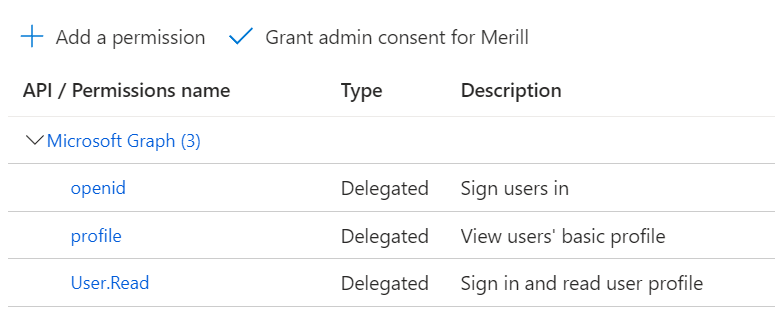 Add a permission Grant admin consent for Merill
API / Permissions name Type Description
Microsoft Graph (3)
openid Delegated Sign users in
profile Delegated View users' basic profile
User.Read Delegated Sign in and read user profile